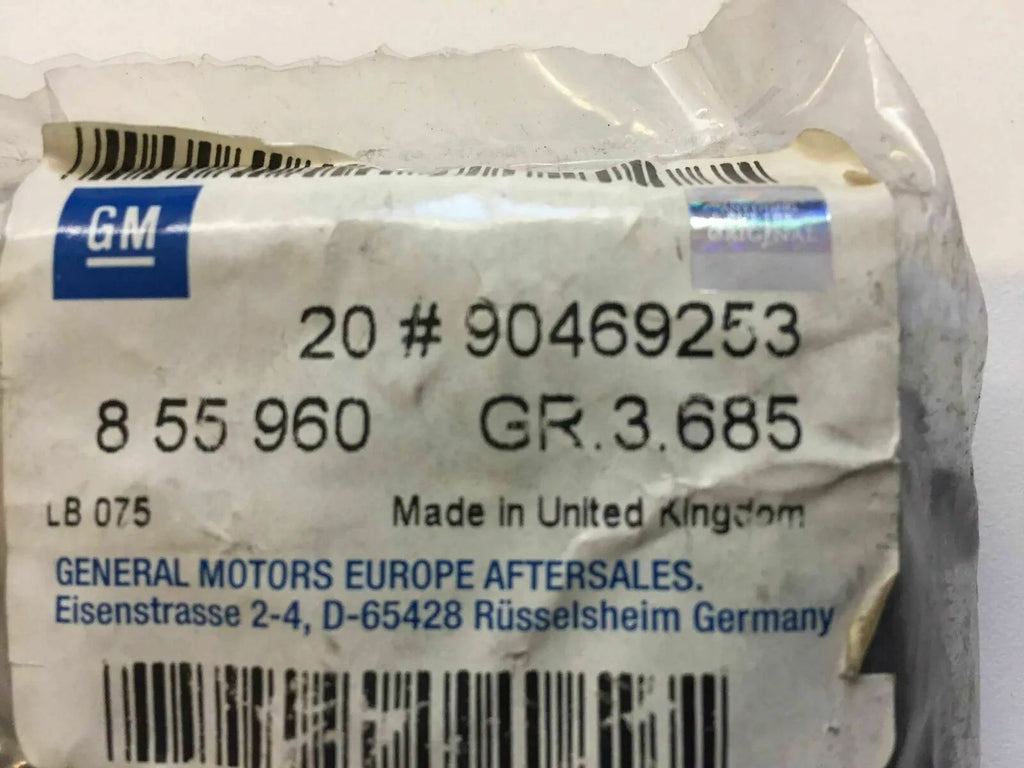 GM
ORIGINAL
20 # 90469253
8 55 960 GR.3.685
LB 075 Made in United Kingdom
GENERAL MOTORS EUROPE AFTERSALES.
Eisenstrasse 2-4, D-65428 Rüsselsheim Germany